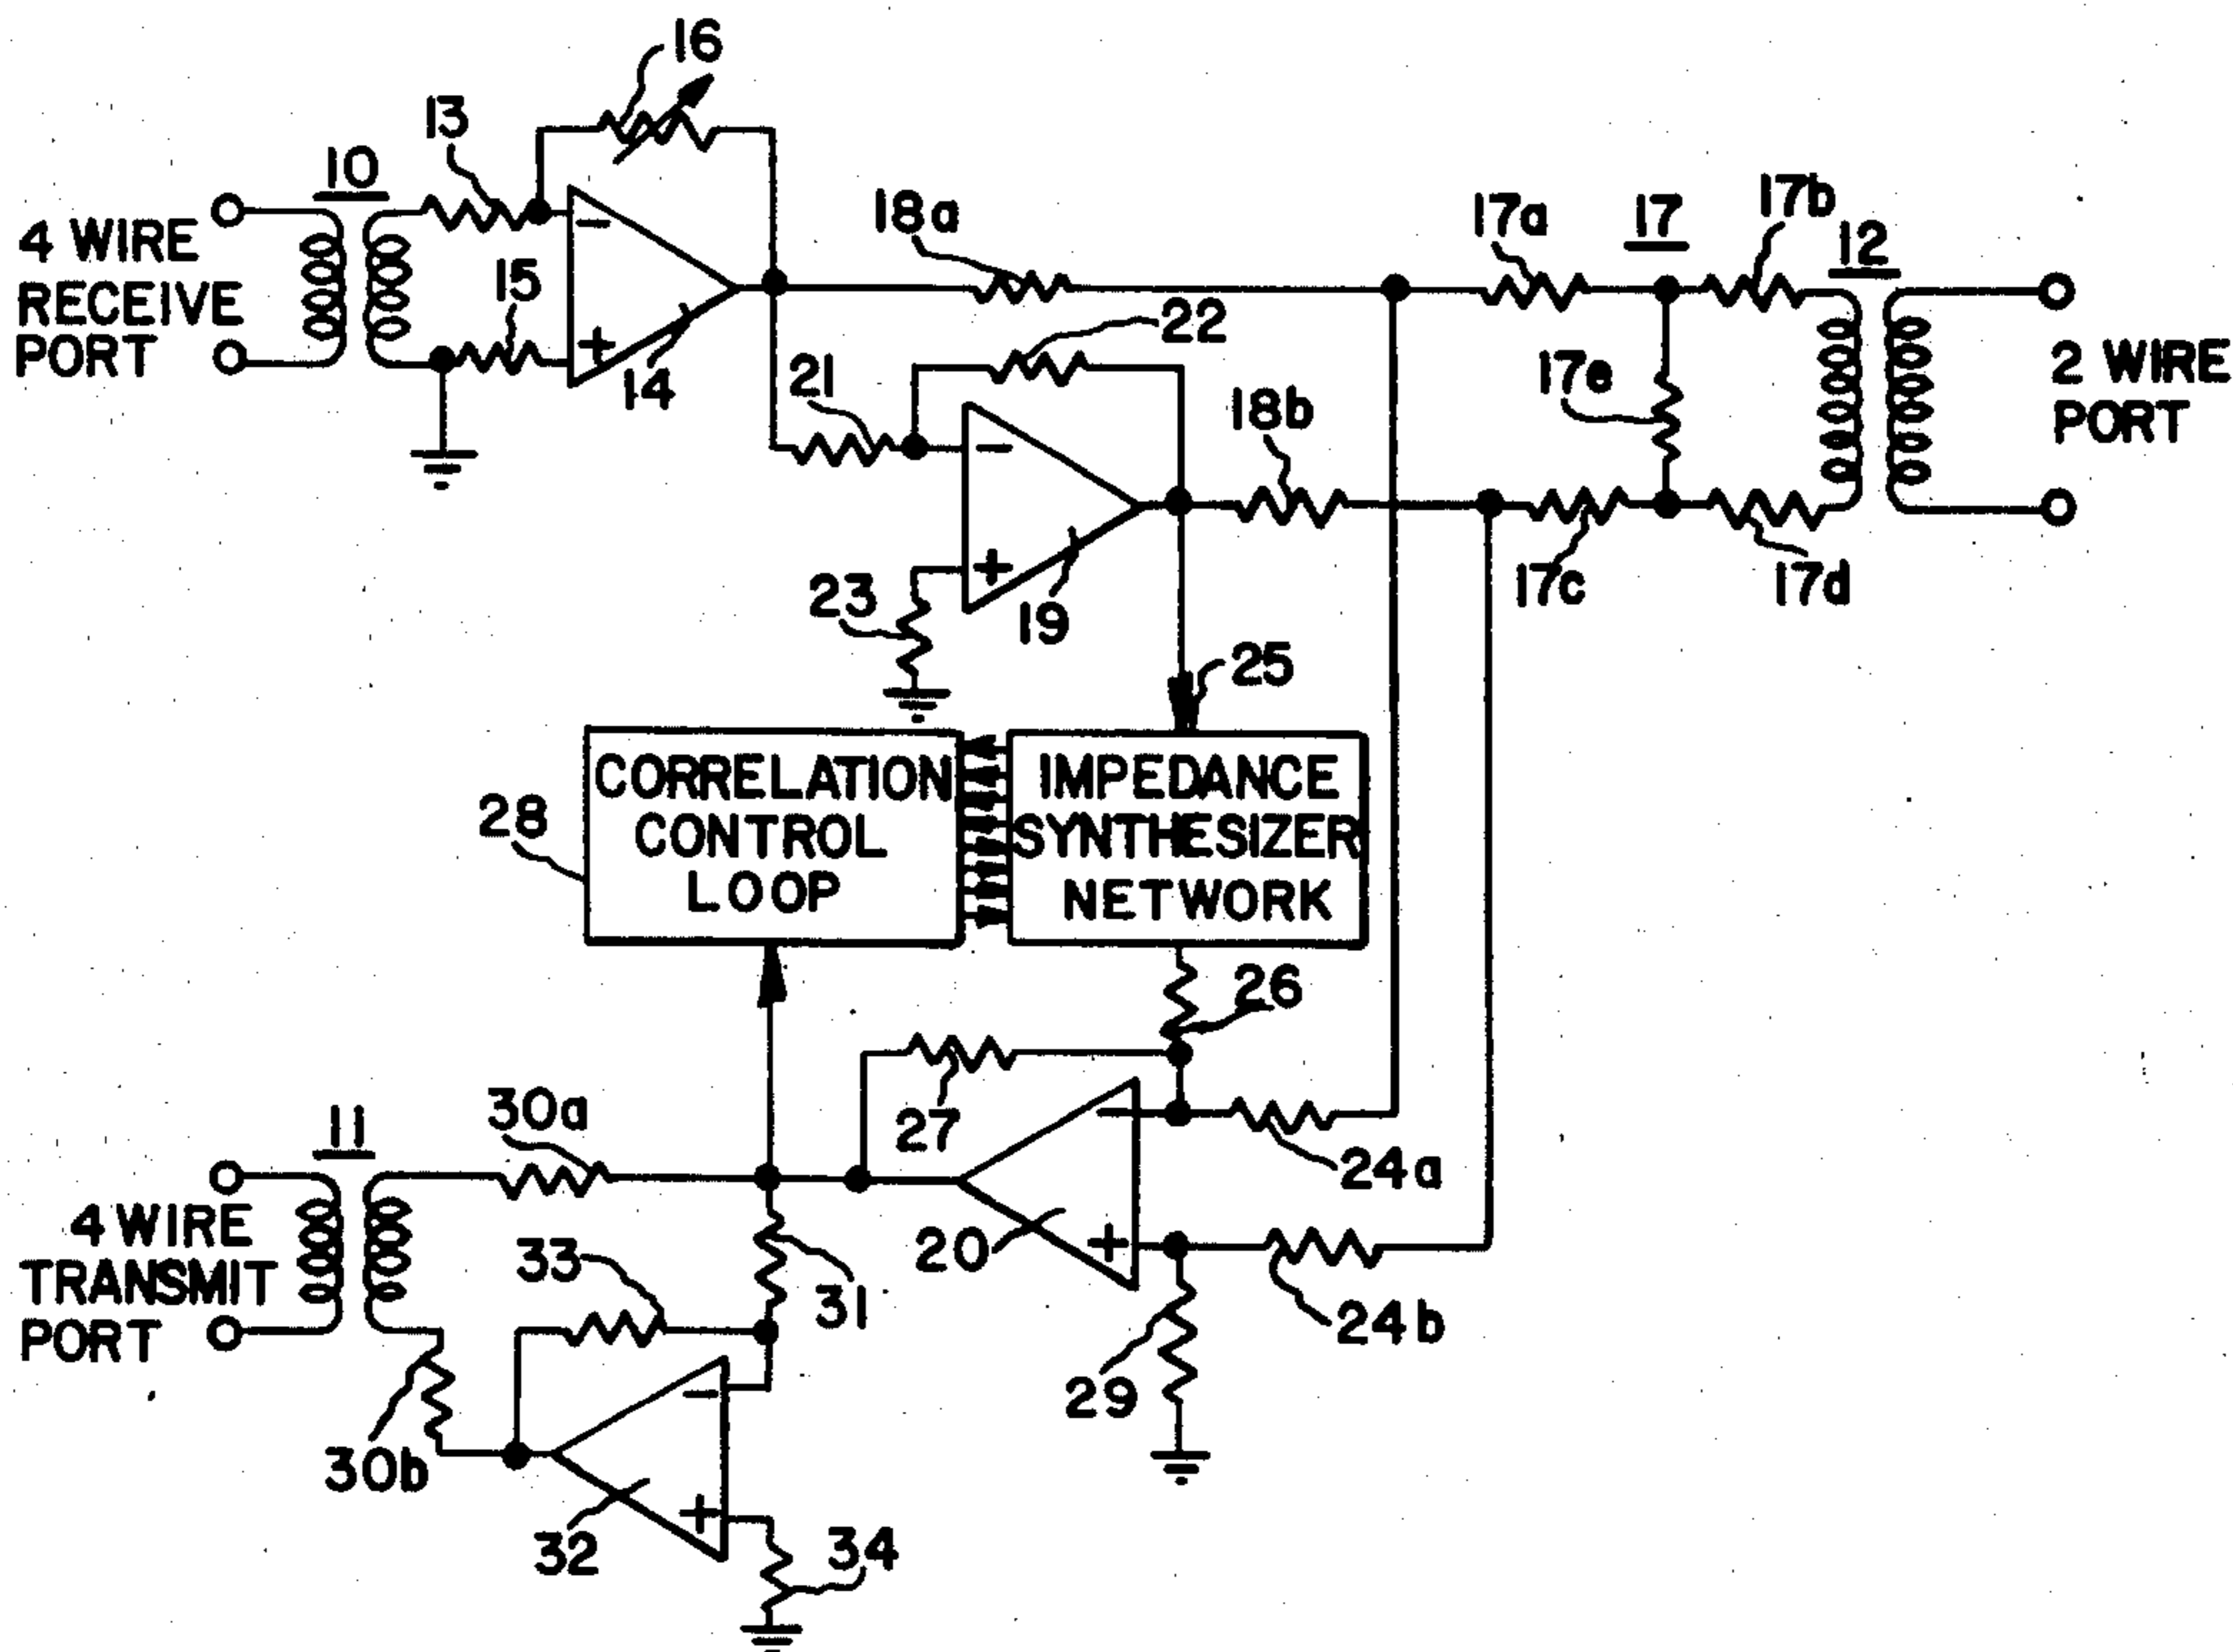 16
13
10
4 WIRE
RECEIVE
PORT
15
14
18a
17a
17
17b
12
22
21
17e
2 WIRE
PORT
18b
17c
17d
23
19
25
28
CORRELATION
CONTROL
LOOP
IMPEDANCE
SYNTHESIZER
NETWORK
26
27
24a
11
30a
4 WIRE
TRANSMIT
PORT
33
31
20
24b
29
30b
32
34